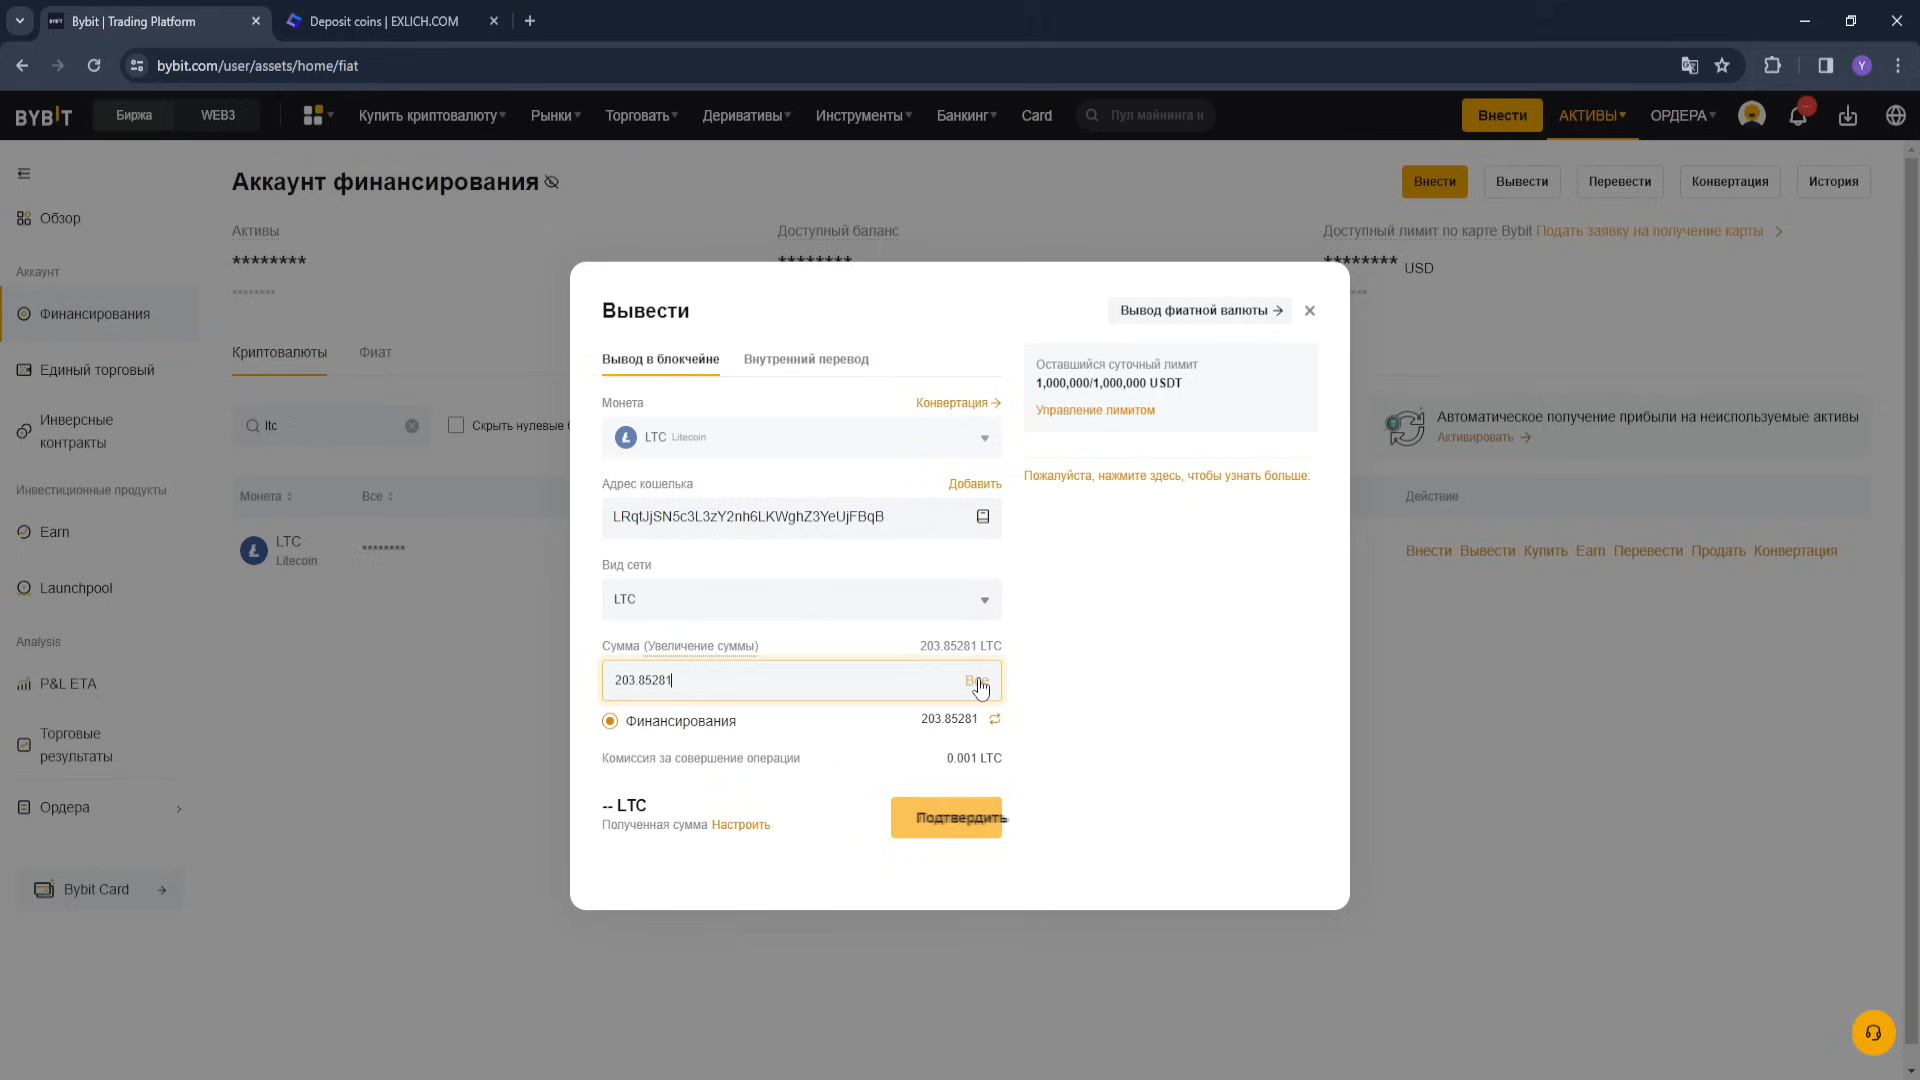 Bybit | Trading Platform
Deposit coins | EXLICH.COM
bybit.com/user/assets/home/fiat
Y
BYBIT
Биржа
WEB3
Купить криптовалюту
Рынки
Торговать
Деривативы
Инструменты
Банкинг
Card
Пул майнинга н
Внести
АКТИВЫ
ОРДЕРА
Аккаунт финансирования
Внести
Вывести
Перевести
Конвертация
История
Обзор
Активы
Доступный баланс
Доступный лимит по карте Bybit Подать заявку на получение карты
********
********
******** USD
********
Аккаунт
Финансирования
Единый торговый
Инверсные
контракты
Инвестиционные продукты
Earn
Launchpool
Analysis
P&L ETA
Торговые
результаты
Ордера
Bybit Card
Криптовалюты
Фиат
ltc
Скрыть нулевые б
Автоматическое получение прибыли на неиспользуемые активы
Активировать
Монета
Все
Действие
LTC
Litecoin
********
Внести Вывести Купить Earn Перевести Продать Конвертация
Вывести
Вывод фиатной валюты
Вывод в блокчейне
Внутренний перевод
Монета
Конвертация
LTC Litecoin
Адрес кошелька
Добавить
LRqtJjSN5c3L3zY2nh6LKWghZ3YeUjFBqB
Вид сети
LTC
Сумма (Увеличение суммы)
203.85281 LTC
203.85281
Все
Финансирования
203.85281
Комиссия за совершение операции
0.001 LTC
-- LTC
Полученная сумма Настроить
Подтвердить
Оставшийся суточный лимит
1,000,000/1,000,000 USDT
Управление лимитом
Пожалуйста, нажмите здесь, чтобы узнать больше: